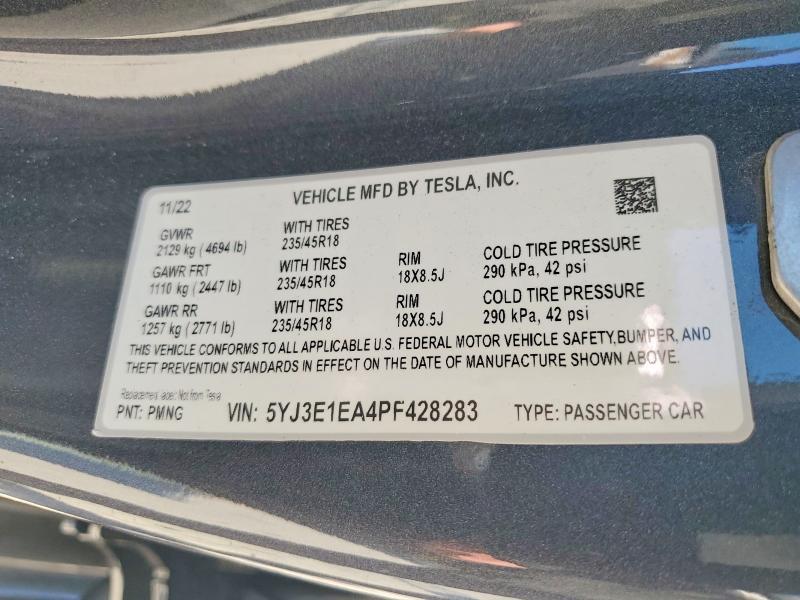 VEHICLE MFD BY TESLA, INC.
11/22
GVWR WITH TIRES
2129 kg ( 4694 lb) 235/45R18
GAWR FRT WITH TIRES RIM COLD TIRE PRESSURE
1110 kg ( 2447 lb) 235/45R18 18X8.5J 290 kPa, 42 psi
GAWR RR WITH TIRES RIM COLD TIRE PRESSURE
1257 kg ( 2771 lb) 235/45R18 18X8.5J 290 kPa, 42 psi
THIS VEHICLE CONFORMS TO ALL APPLICABLE U.S. FEDERAL MOTOR VEHICLE SAFETY,BUMPER, AND
THEFT PREVENTION STANDARDS IN EFFECT ON THE DATE OF MANUFACTURE SHOWN ABOVE.
Replacement Not from Tesla
PNT: PMNG VIN: 5YJ3E1EA4PF428283 TYPE: PASSENGER CAR